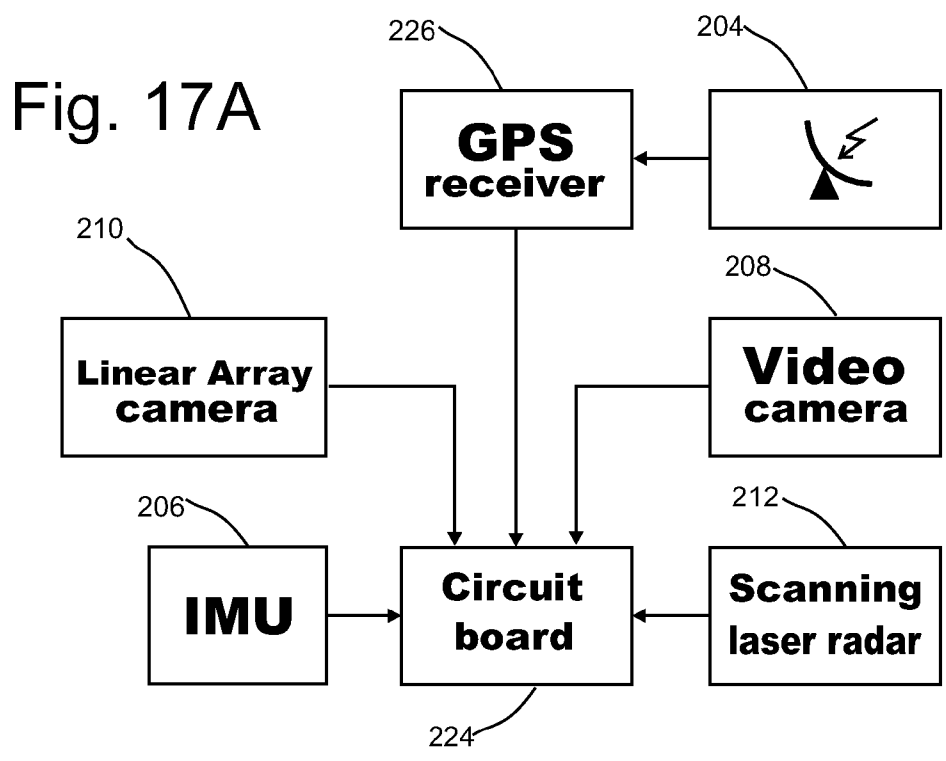 226
204
Fig. 17A
GPS
receiver
210
208
Linear Array
camera
Video
camera
206
212
IMU
Circuit
board
Scanning
laser radar
224